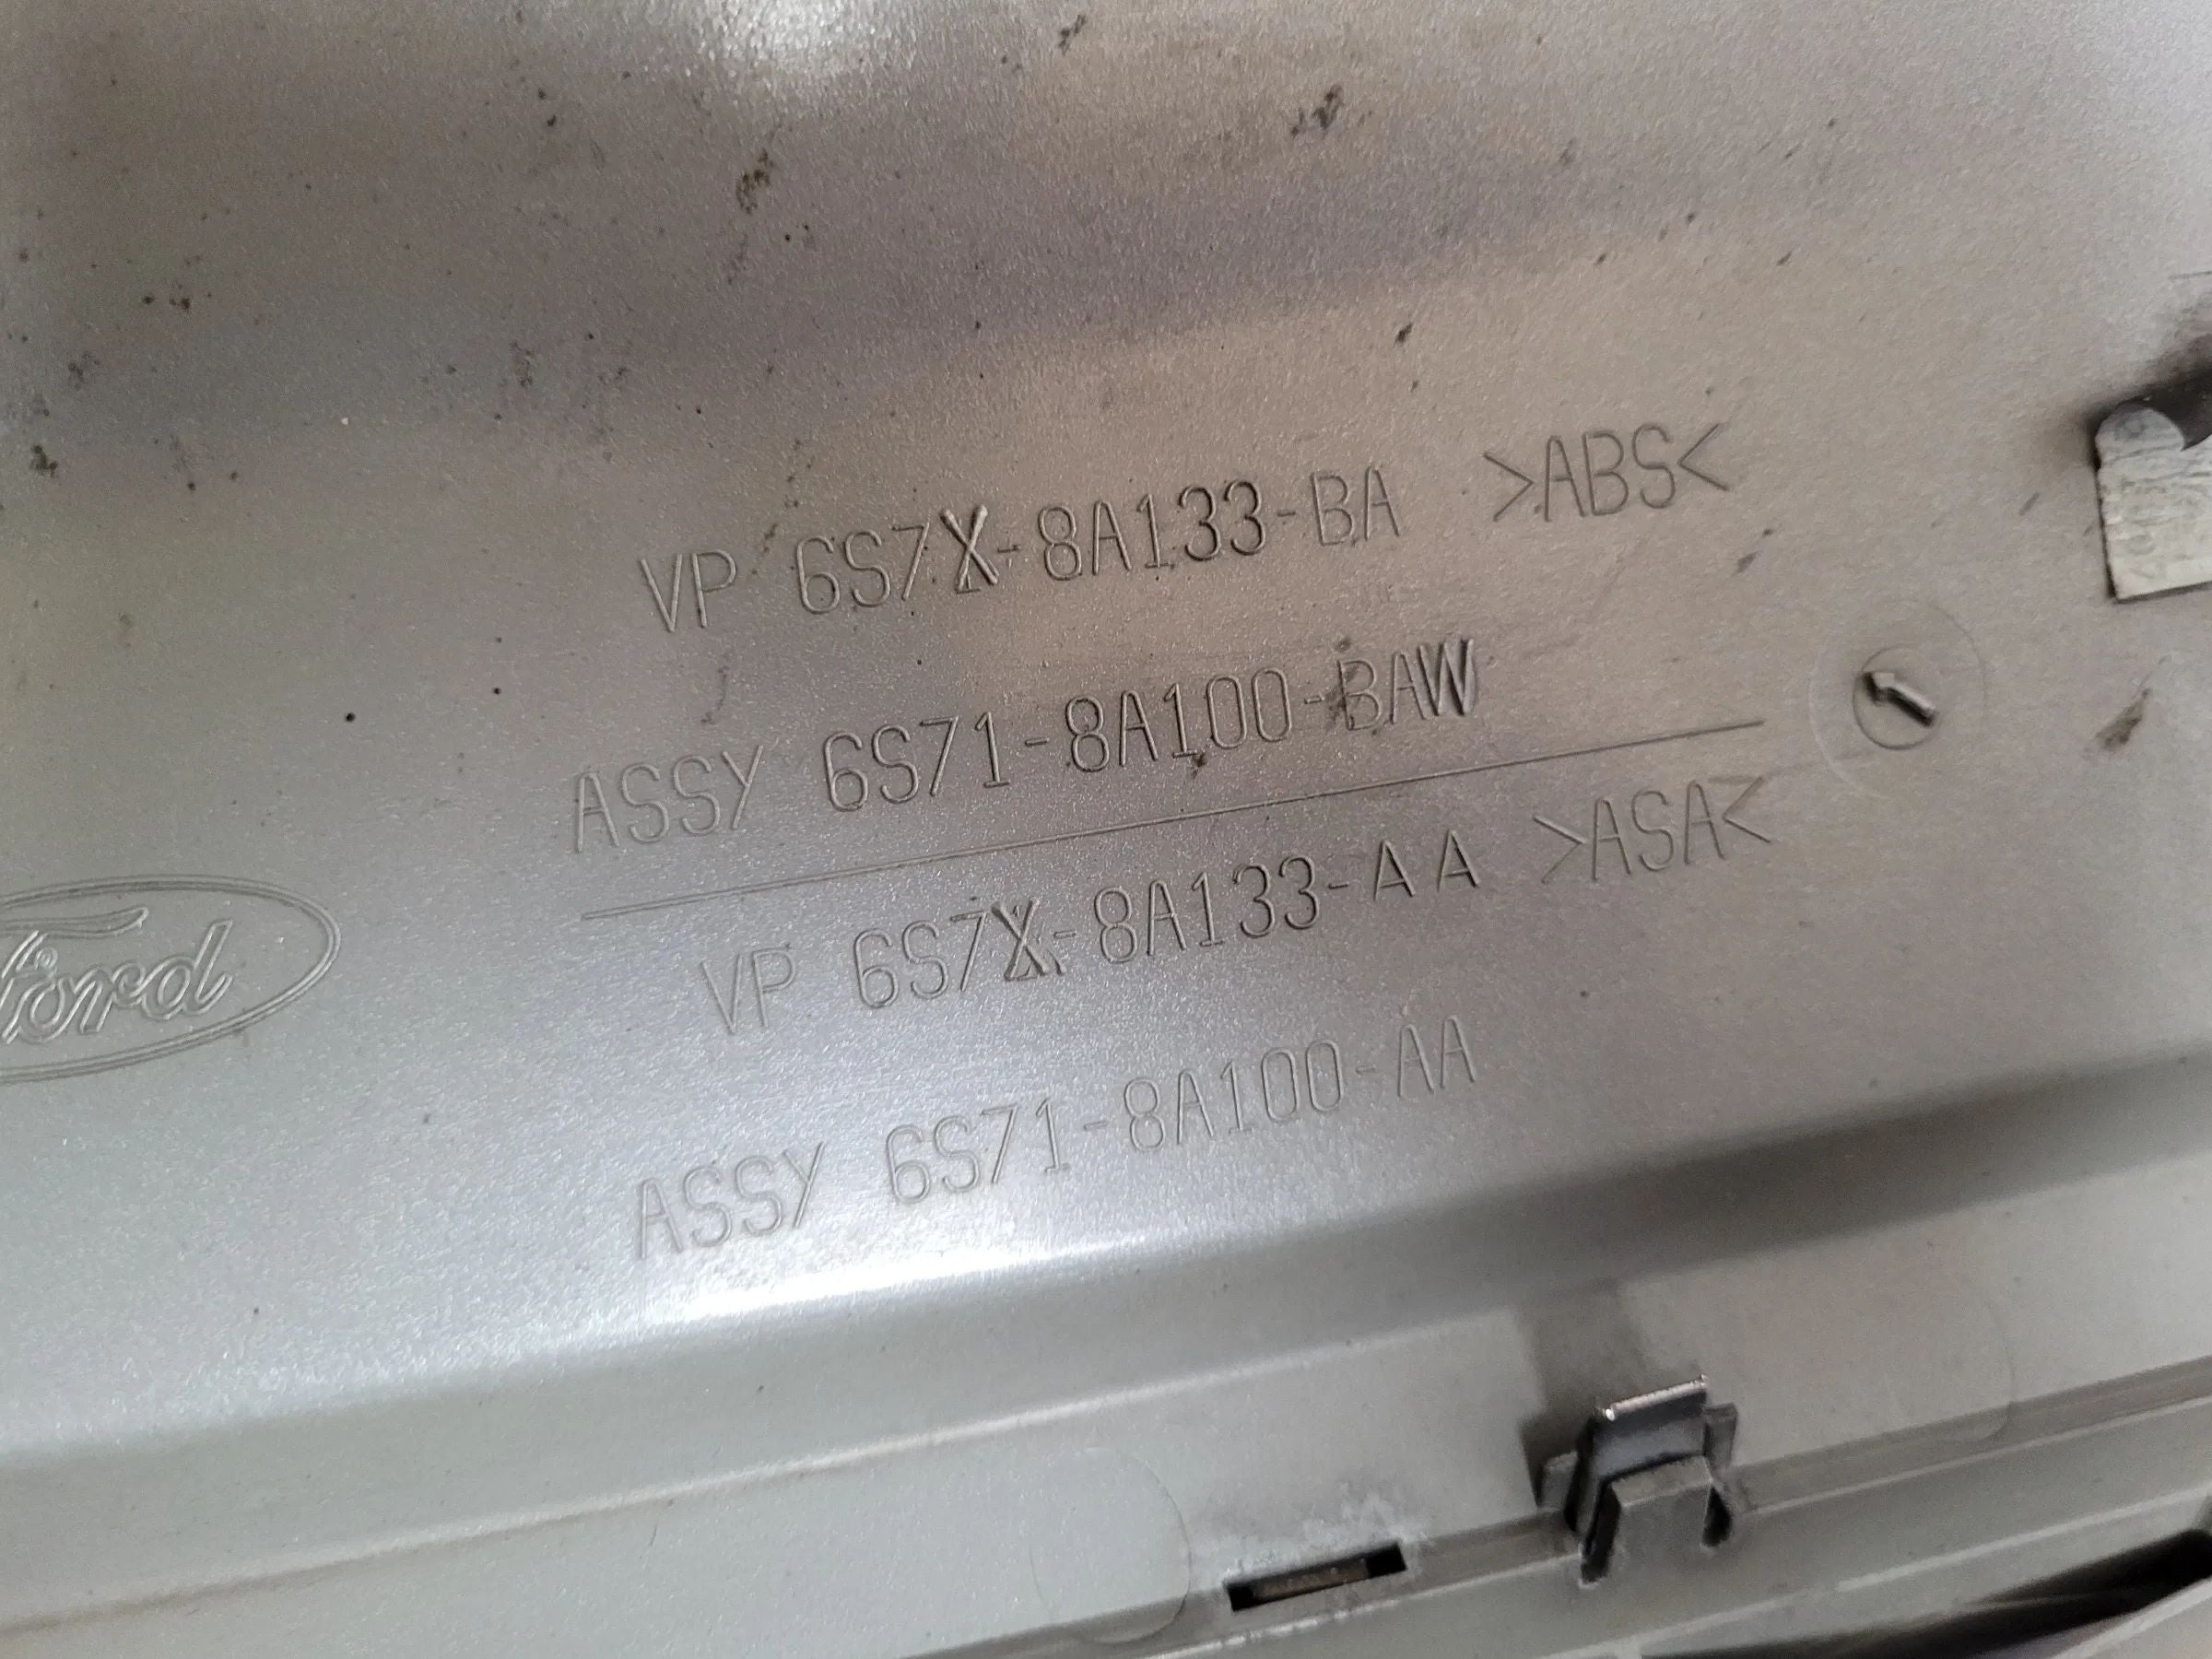 VP 6S7X-8A133-BA >ABS<
ASSY 6S71-8A100-BAW
VP 6S7X-8A133-AA >ASA<
ASSY 6S71-8A100-AA
Ford